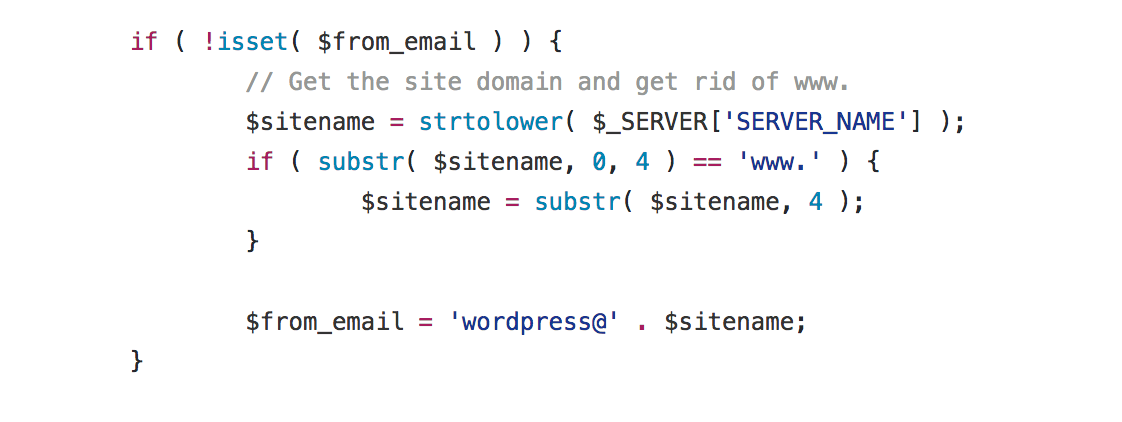 if ( !isset( $from_email ) ) {
        // Get the site domain and get rid of www.
        $sitename = strtolower( $_SERVER['SERVER_NAME'] );
        if ( substr( $sitename, 0, 4 ) == 'www.' ) {
                $sitename = substr( $sitename, 4 );
        }

        $from_email = 'wordpress@' . $sitename;
}